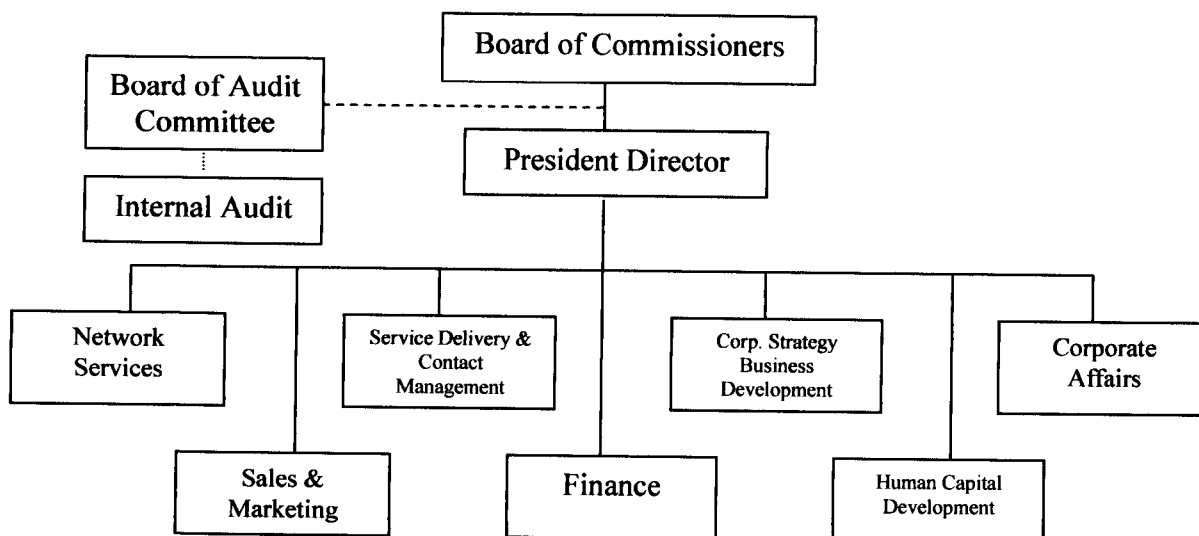 Board of Commissioners
Board of Audit
Committee
President Director
Internal Audit
Network
Services
Service Delivery &
Contact
Management
Corp. Strategy
Business
Development
Corporate
Affairs
Sales &
Marketing
Finance
Human Capital
Development